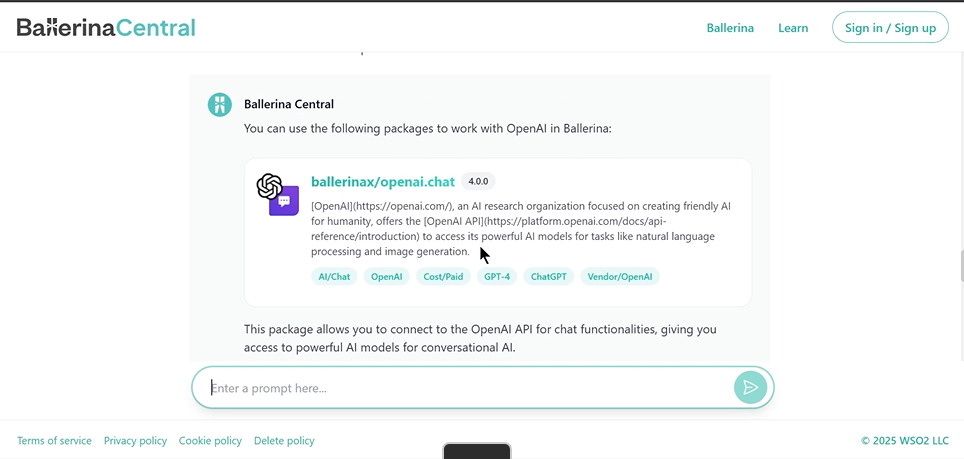 BallerinaCentral
Ballerina
Learn
Sign in / Sign up
Ballerina Central
You can use the following packages to work with OpenAI in Ballerina:
ballerinax/openai.chat 4.0.0
[OpenAI](https://openai.com/), an AI research organization focused on creating friendly AI
for humanity, offers the [OpenAI API](https://platform.openai.com/docs/api-
reference/introduction) to access its powerful AI models for tasks like natural language
processing and image generation.
AI/Chat OpenAI Cost/Paid GPT-4 ChatGPT Vendor/OpenAI
This package allows you to connect to the OpenAI API for chat functionalities, giving you
access to powerful AI models for conversational AI.
Enter a prompt here...
Terms of service Privacy policy Cookie policy Delete policy
© 2025 WSO2 LLC